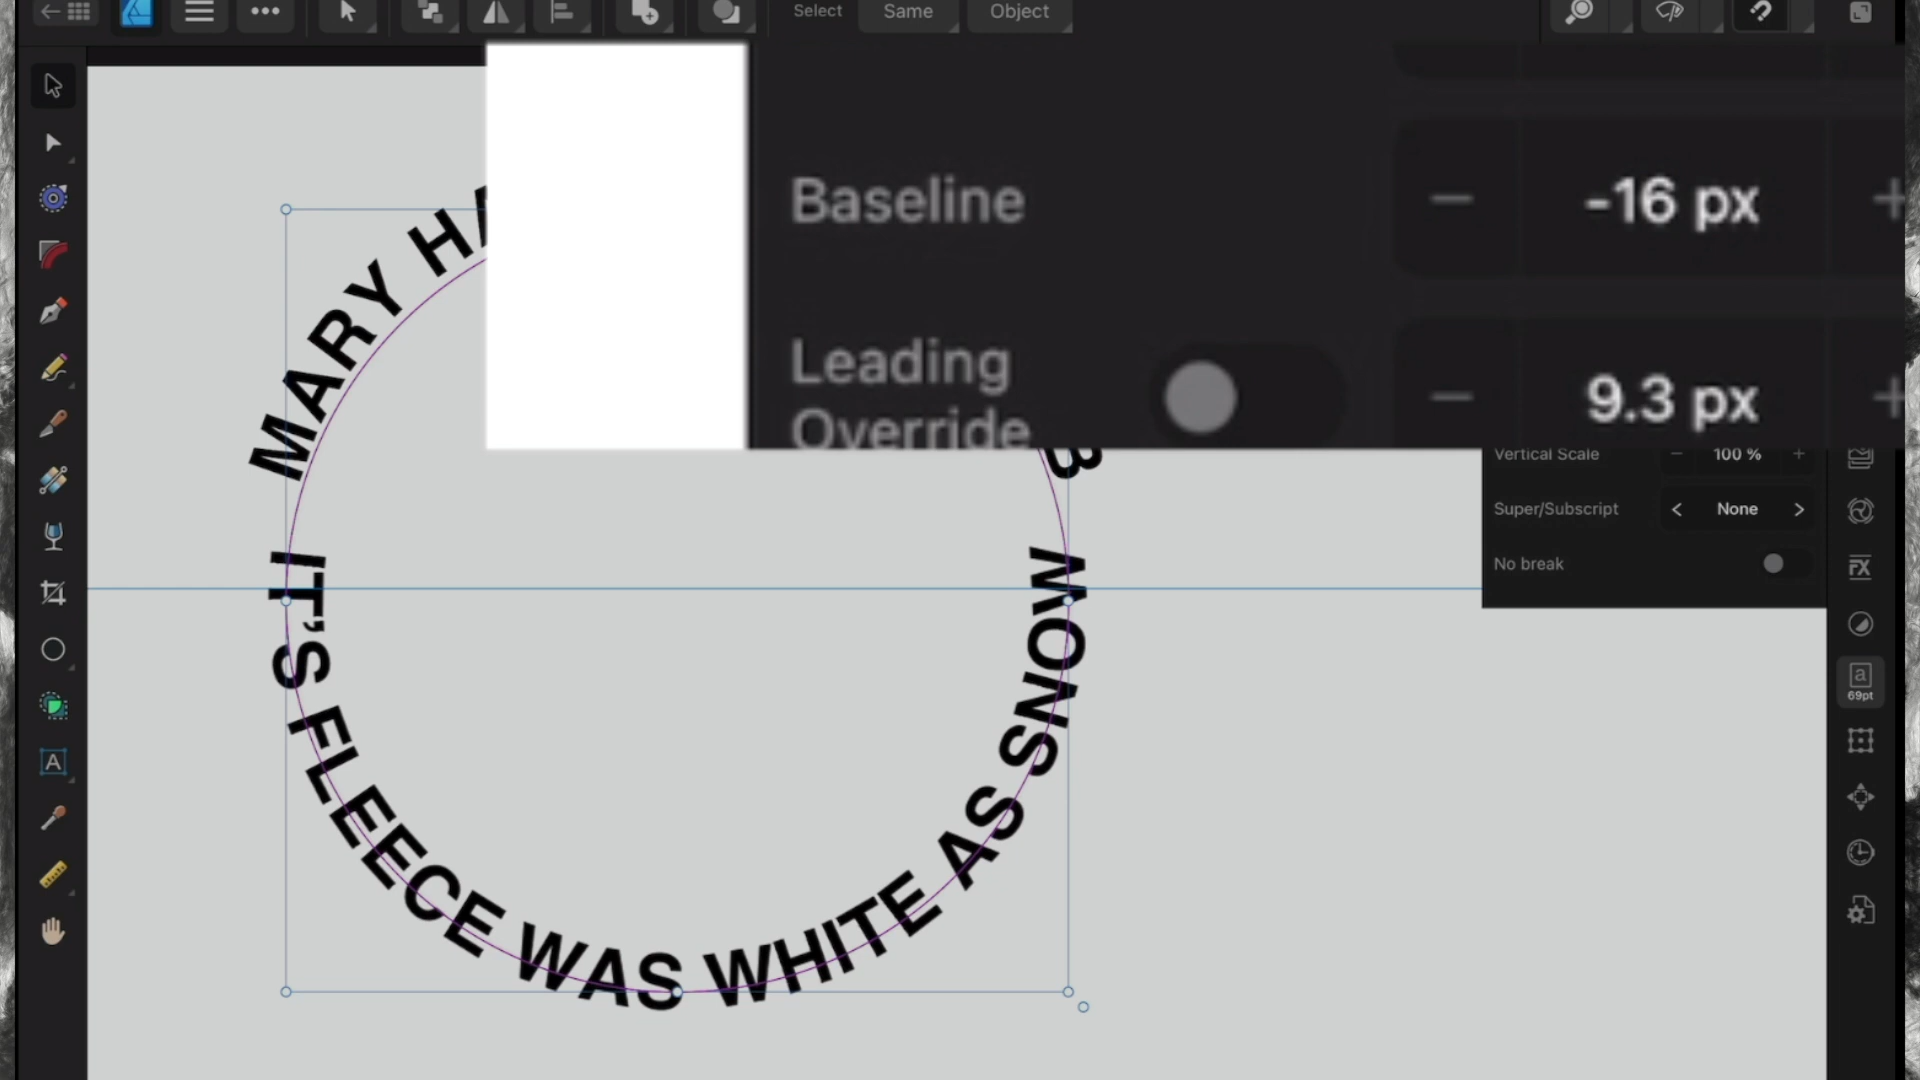 Select
Same
Object
Baseline
-16 px
Leading
Override
9.3 px
Vertical Scale
100 %
Super/Subscript
None
No break
MARY HA
B
IT’S FLEECE WAS WHITE AS SNOW
A
a
69pt
FX